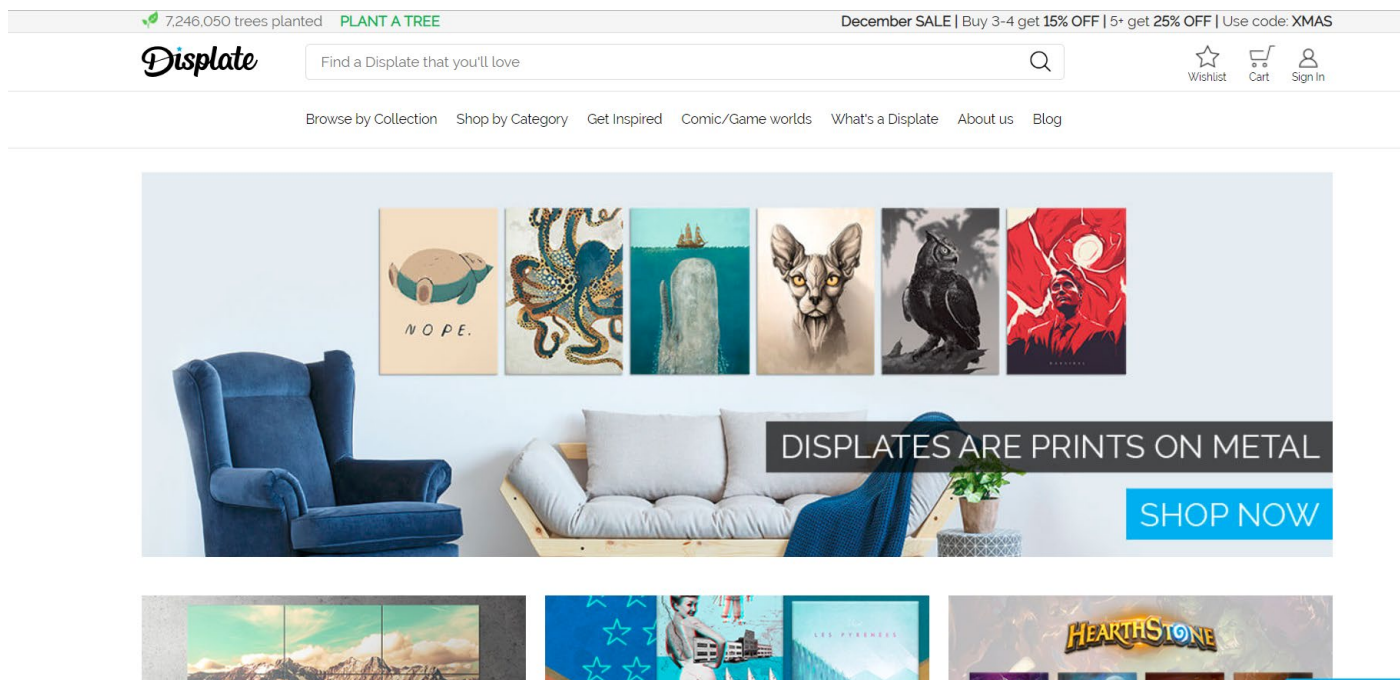 7,246,050 trees planted PLANT A TREE
December SALE | Buy 3-4 get 15% OFF | 5+ get 25% OFF | Use code: XMAS
Displate
Find a Displate that you'll love
Wishlist Cart Sign In
Browse by Collection Shop by Category Get Inspired Comic/Game worlds What's a Displate About us Blog
NOPE.
HANNIBAL
DISPLATES ARE PRINTS ON METAL
SHOP NOW
LES PYRENEES
HEARTHSTONE